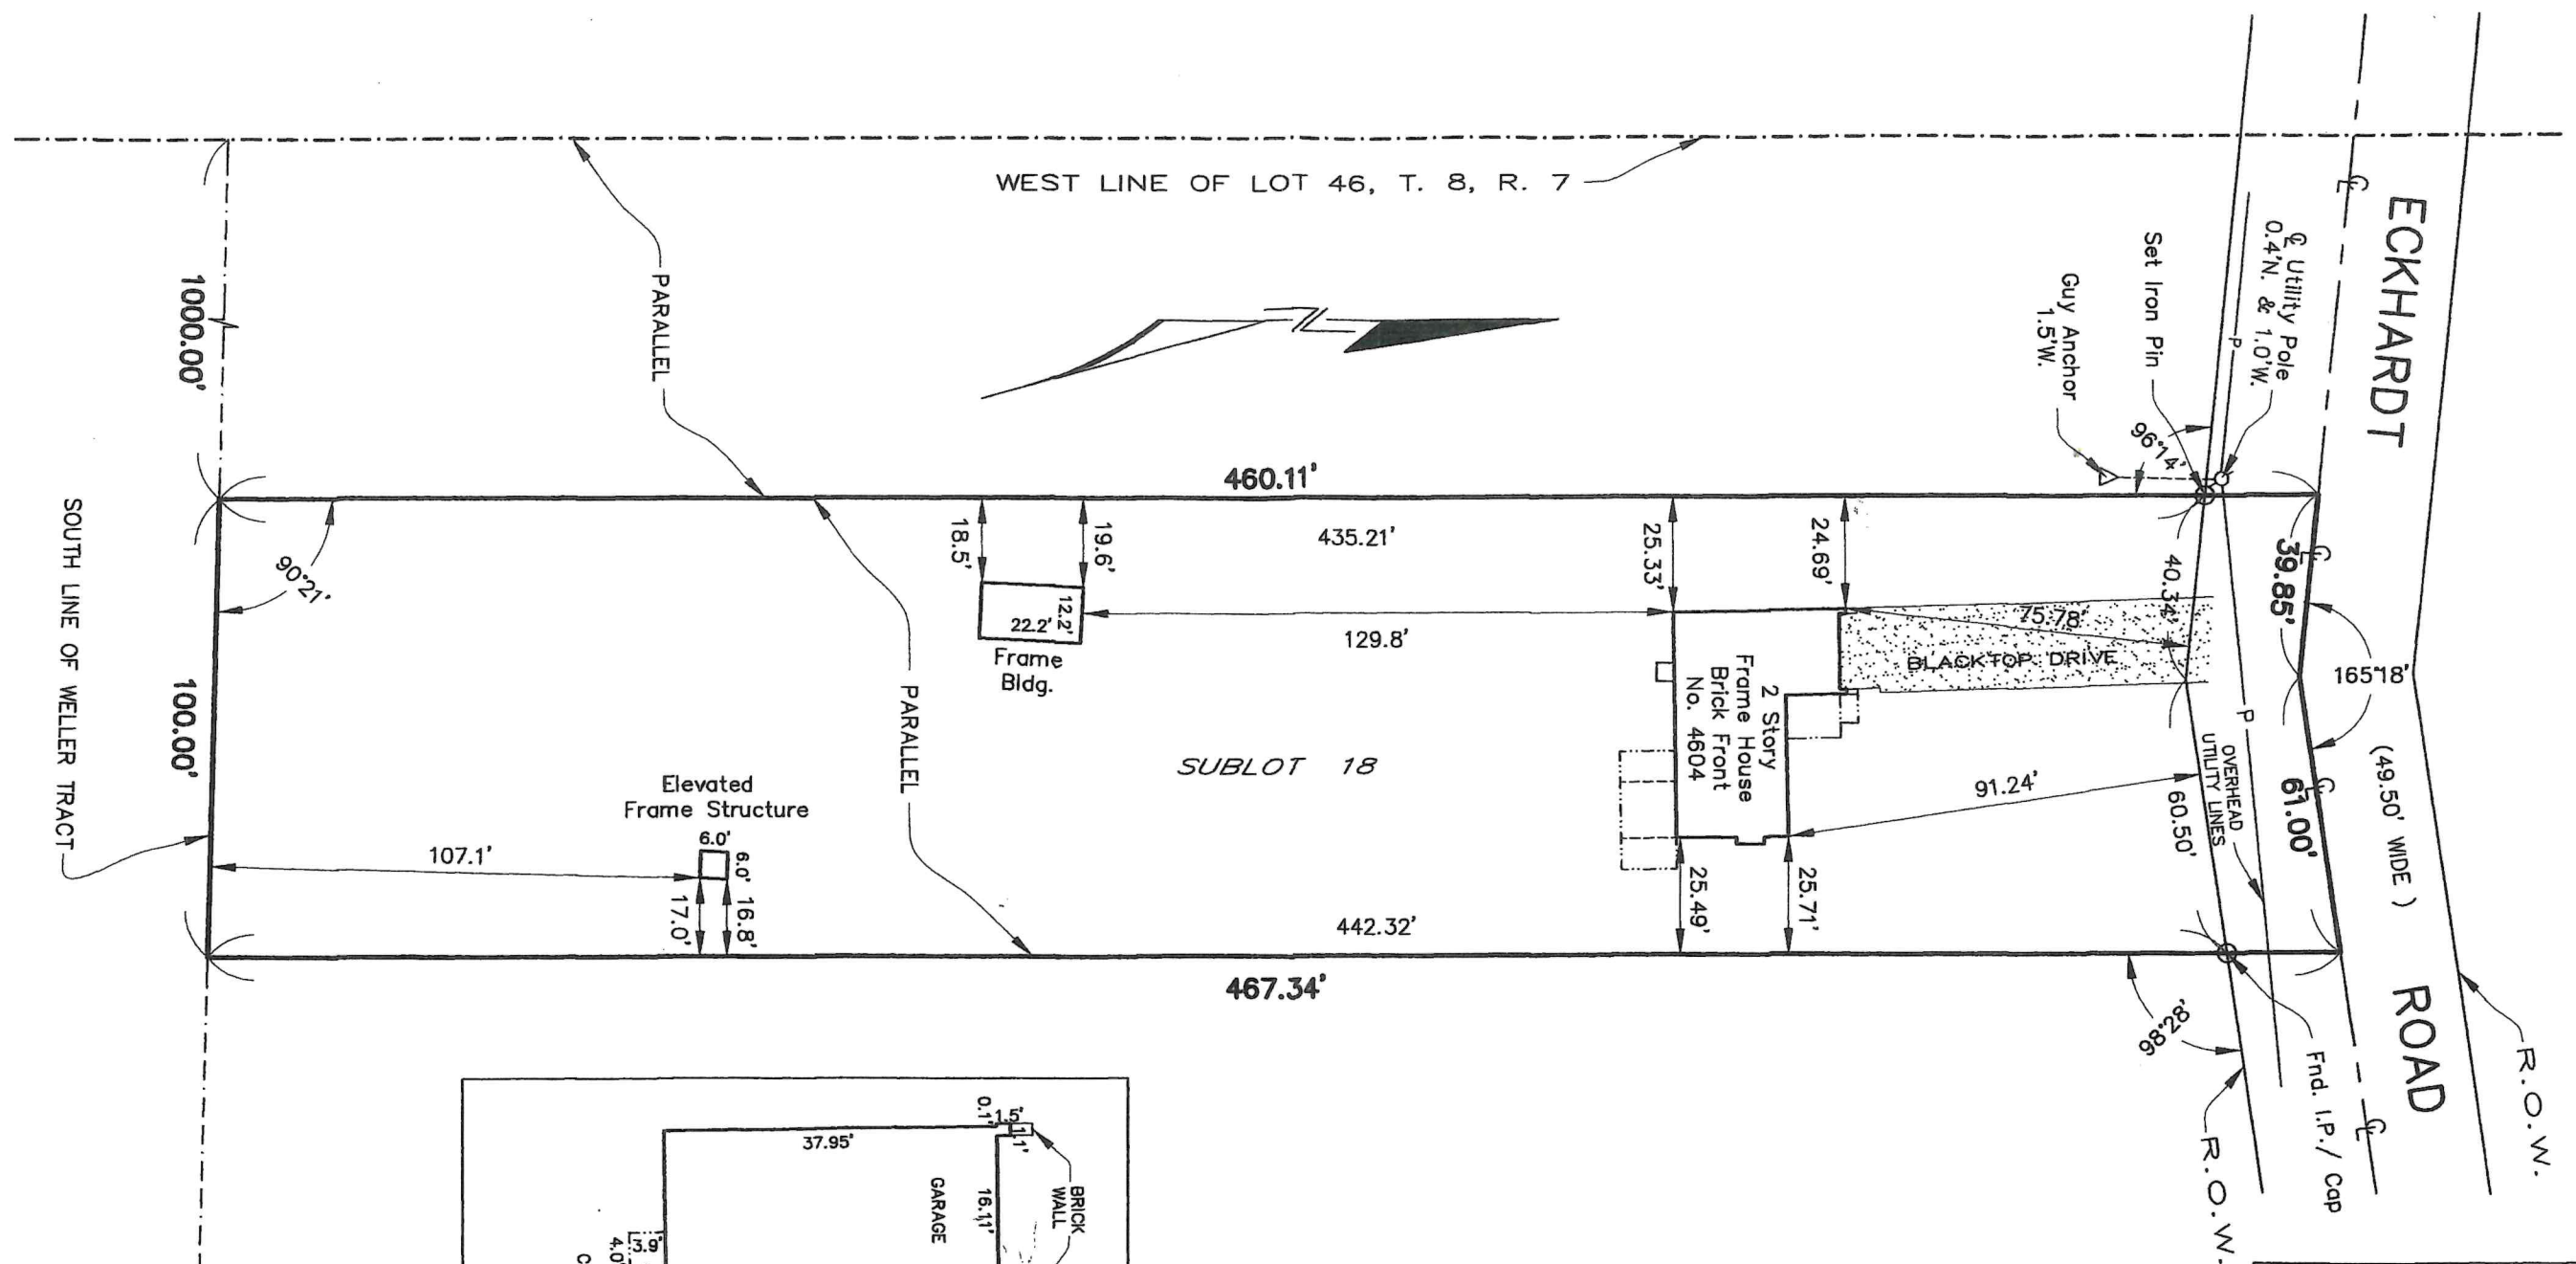 WEST LINE OF LOT 46, T. 8, R. 7
ECKHARDT
ROAD
(49.50' WIDE )
℄ Utility Pole
0.4'N. & 1.0'W.
Set Iron Pin
Guy Anchor
1.5'W.
P
96°14'
1000.00'
PARALLEL
460.11'
435.21'
18.5'
19.6'
25.33'
24.69'
40.34'
39.85'
℄
℄
165°18'
90°21'
12.2'
22.2'
Frame
Bldg.
129.8'
75.78'
BLACKTOP DRIVE
2 Story
Frame House
Brick Front
No. 4604
SOUTH LINE OF WELLER TRACT
100.00'
PARALLEL
SUBLOT 18
P
OVERHEAD
UTILITY LINES
91.24'
60.50'
61.00'
℄
Elevated
Frame Structure
6.0'
6.0'
107.1'
17.0'
16.8'
25.49'
25.71'
442.32'
467.34'
98°28'
Fnd. I.P./ Cap
R.O.W.
R.O.W.
℄
0.1'
1.5'
1.1'
37.95'
BRICK
WALL
GARAGE
16.11'
3.9'
4.0'
C